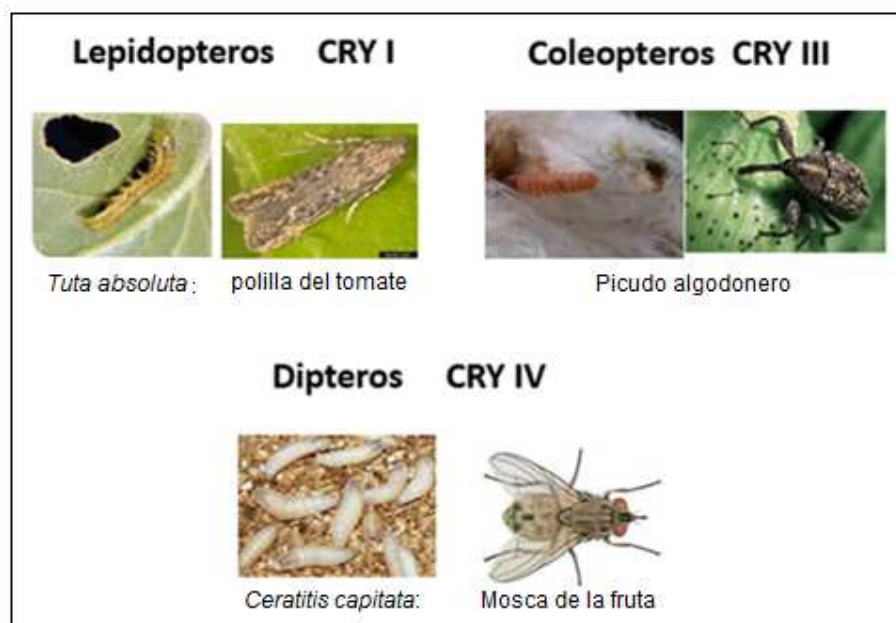 Lepidopteros CRY I
Coleopteros CRY III
Tuta absoluta: polilla del tomate
Picudo algodonero
Dipteros CRY IV
Ceratitis capitata: Mosca de la fruta